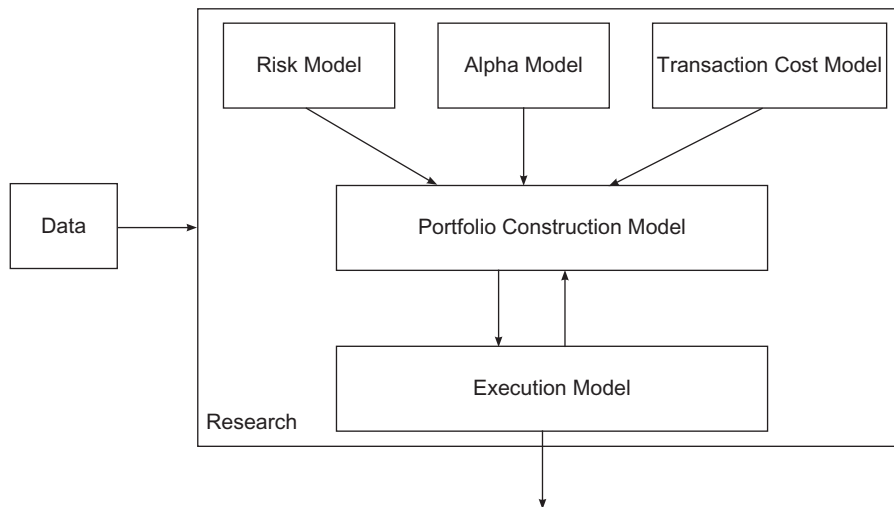 Risk Model
Alpha Model
Transaction Cost Model
Data
Portfolio Construction Model
Execution Model
Research